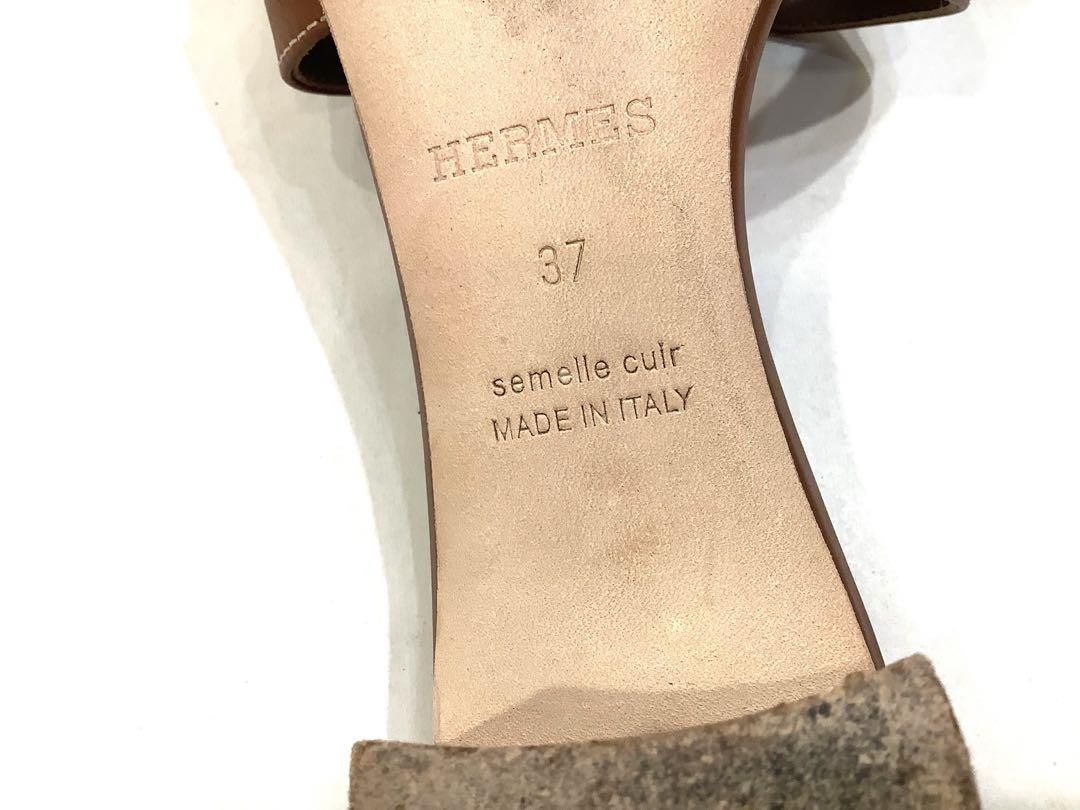 HERMES
37
semelle cuir
MADE IN ITALY